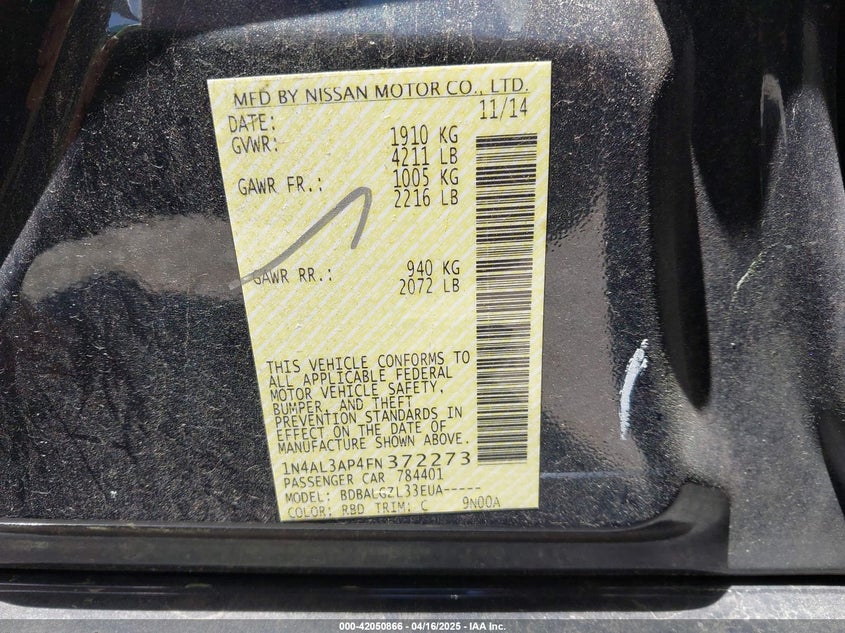 MFD BY NISSAN MOTOR CO., LTD.
DATE: 11/14
GVWR: 1910 KG
4211 LB
GAWR FR.: 1005 KG
2216 LB
GAWR RR.: 940 KG
2072 LB
THIS VEHICLE CONFORMS TO
ALL APPLICABLE FEDERAL
MOTOR VEHICLE SAFETY,
BUMPER, AND THEFT
PREVENTION STANDARDS IN
EFFECT ON THE DATE OF
MANUFACTURE SHOWN ABOVE.
1N4AL3AP4FN 372273
PASSENGER CAR 784401
MODEL: BDBALGZL33EUA-----
COLOR: RBD TRIM: C 9N00A
000-42050866 - 04/16/2025 - IAA Inc.